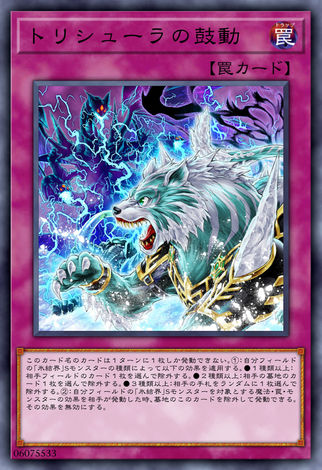 トリシューラの鼓動
トラップ
罠
【罠カード】
このカード名のカードは１ターンに１枚しか発動できない。①：自分フィールド
の「氷結界」Sモンスターの種類によって以下の効果を適用する。●１種類以上：
相手フィールドのカード１枚を選んで除外する。●２種類以上：相手の墓地のカ
ード１枚を選んで除外する。●３種類以上：相手の手札をランダムに１枚選んで
除外する。②：自分フィールドの「氷結界」Sモンスターを対象とする魔法・罠・モ
ンスターの効果を相手が発動した時、墓地のこのカードを除外して発動できる。
その効果を無効にする。
06075533